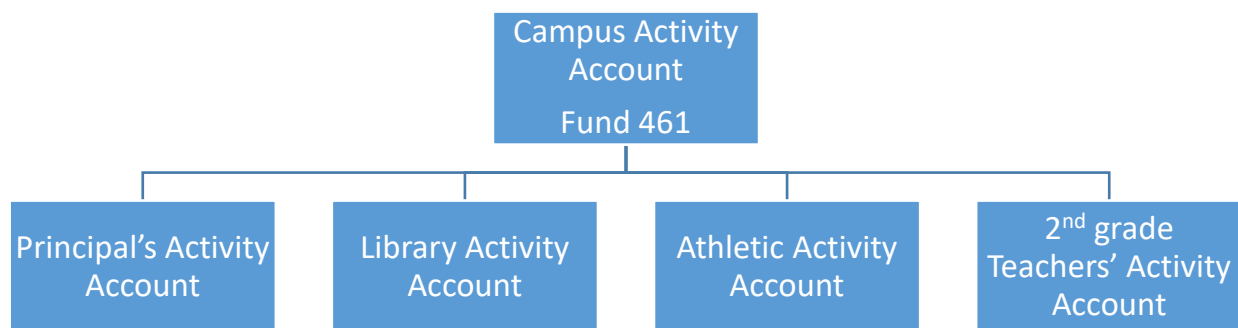 Campus Activity
Account
Fund 461
Principal’s Activity
Account
Library Activity
Account
Athletic Activity
Account
2nd grade
Teachers’ Activity
Account